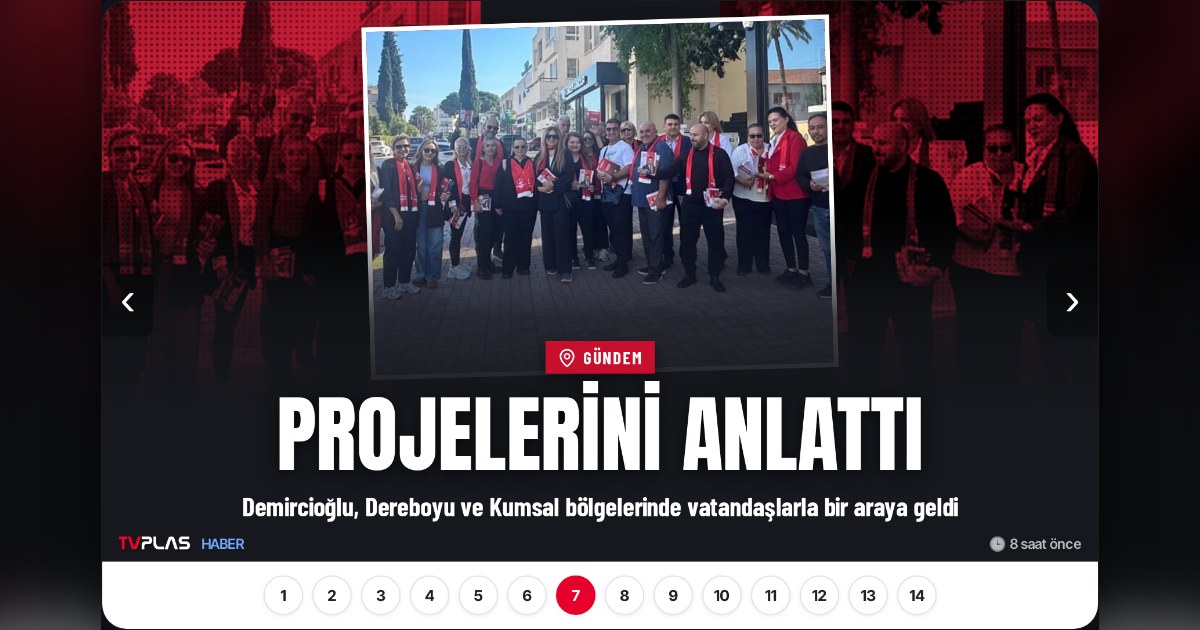 GÜNDEM
PROJELERİNİ ANLATTI
Demircioğlu, Dereboyu ve Kumsal bölgelerinde vatandaşlarla bir araya geldi
TVPLAS HABER
8 saat önce
1 2 3 4 5 6 7 8 9 10 11 12 13 14